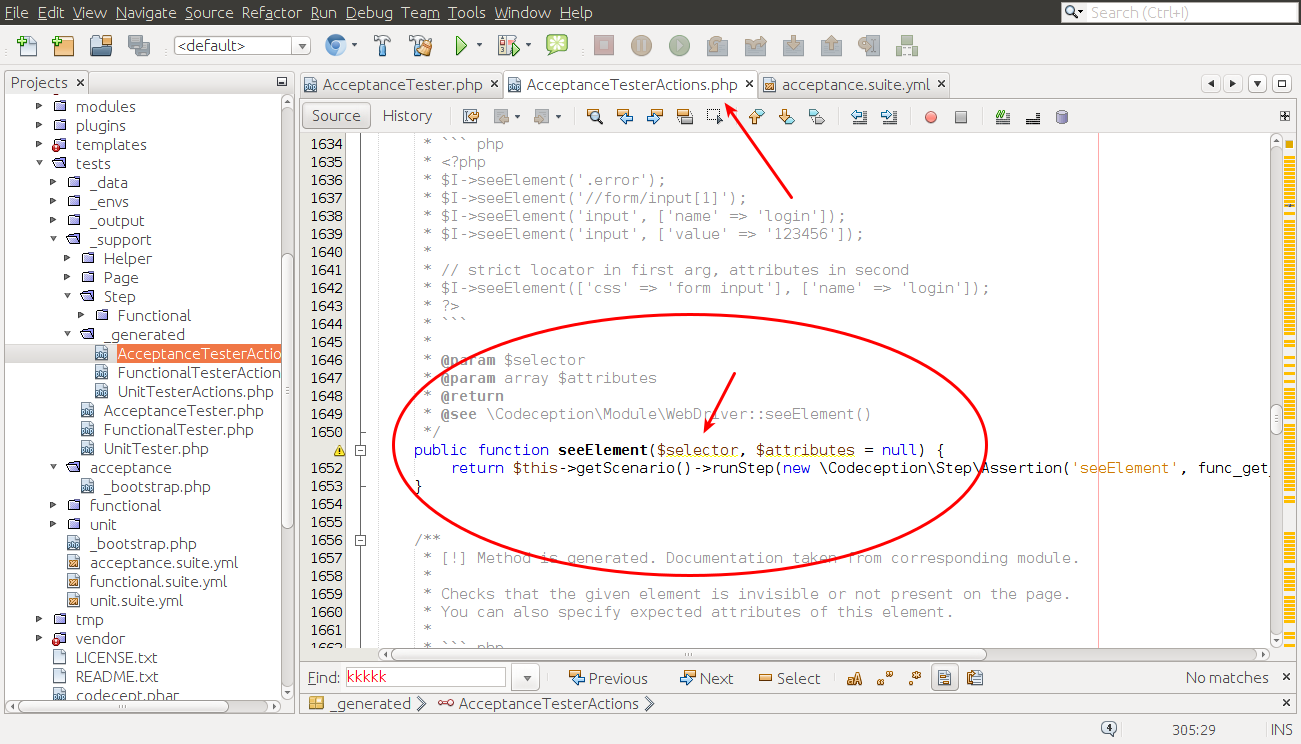 File Edit View Navigate Source Refactor Run Debug Team Tools Window Help
Search (Ctrl+I)
<default>
Projects
AcceptanceTester.php
AcceptanceTesterActions.php
acceptance.suite.yml
Source History
modules
plugins
templates
tests
_data
_envs
_output
_support
Helper
Page
Step
Functional
_generated
AcceptanceTesterActio
FunctionalTesterAction
UnitTesterActions.php
AcceptanceTester.php
FunctionalTester.php
UnitTester.php
acceptance
_bootstrap.php
functional
unit
_bootstrap.php
acceptance.suite.yml
functional.suite.yml
unit.suite.yml
tmp
vendor
LICENSE.txt
README.txt
codecept.phar
1634 * ``` php
1635 * <?php
1636 * $I->seeElement('.error');
1637 * $I->seeElement('//form/input[1]');
1638 * $I->seeElement('input', ['name' => 'login']);
1639 * $I->seeElement('input', ['value' => '123456']);
1640 *
1641 * // strict locator in first arg, attributes in second
1642 * $I->seeElement(['css' => 'form input'], ['name' => 'login']);
1643 * ?>
1644 * ```
1645 *
1646 * @param $selector
1647 * @param array $attributes
1648 * @return
1649 * @see \Codeception\Module\WebDriver::seeElement()
1650 */
public function seeElement($selector, $attributes = null) {
1652 return $this->getScenario()->runStep(new \Codeception\Step\Assertion('seeElement', func_get_
1653 }
1654
1655
1656 /**
1657 * [!] Method is generated. Documentation taken from corresponding module.
1658 *
1659 * Checks that the given element is invisible or not present on the page.
1660 * You can also specify expected attributes of this element.
1661 *
1662 * ``` php
Find: kkkkk Previous Next Select No matches
_generated AcceptanceTesterActions
4 305:29 INS